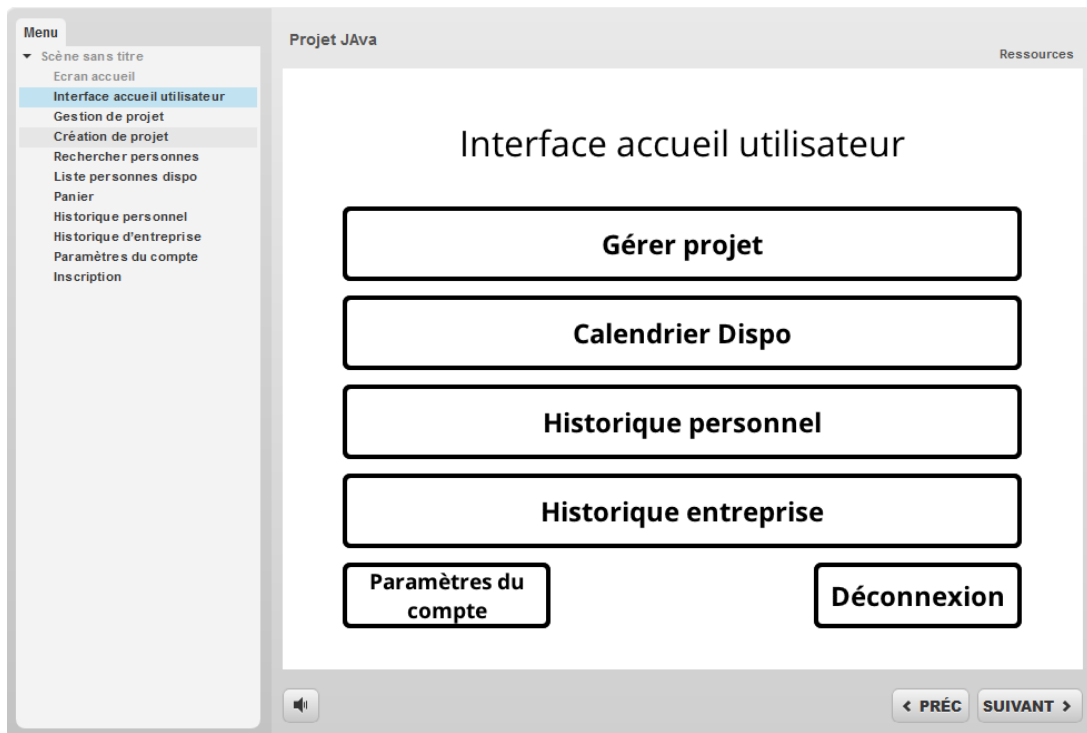 Menu
Scène sans titre
Ecran accueil
Interface accueil utilisateur
Gestion de projet
Création de projet
Rechercher personnes
Liste personnes dispo
Panier
Historique personnel
Historique d'entreprise
Paramètres du compte
Inscription
Projet JAva
Ressources
Interface accueil utilisateur
Gérer projet
Calendrier Dispo
Historique personnel
Historique entreprise
Paramètres du
compte
Déconnexion
PRÉC
SUIVANT